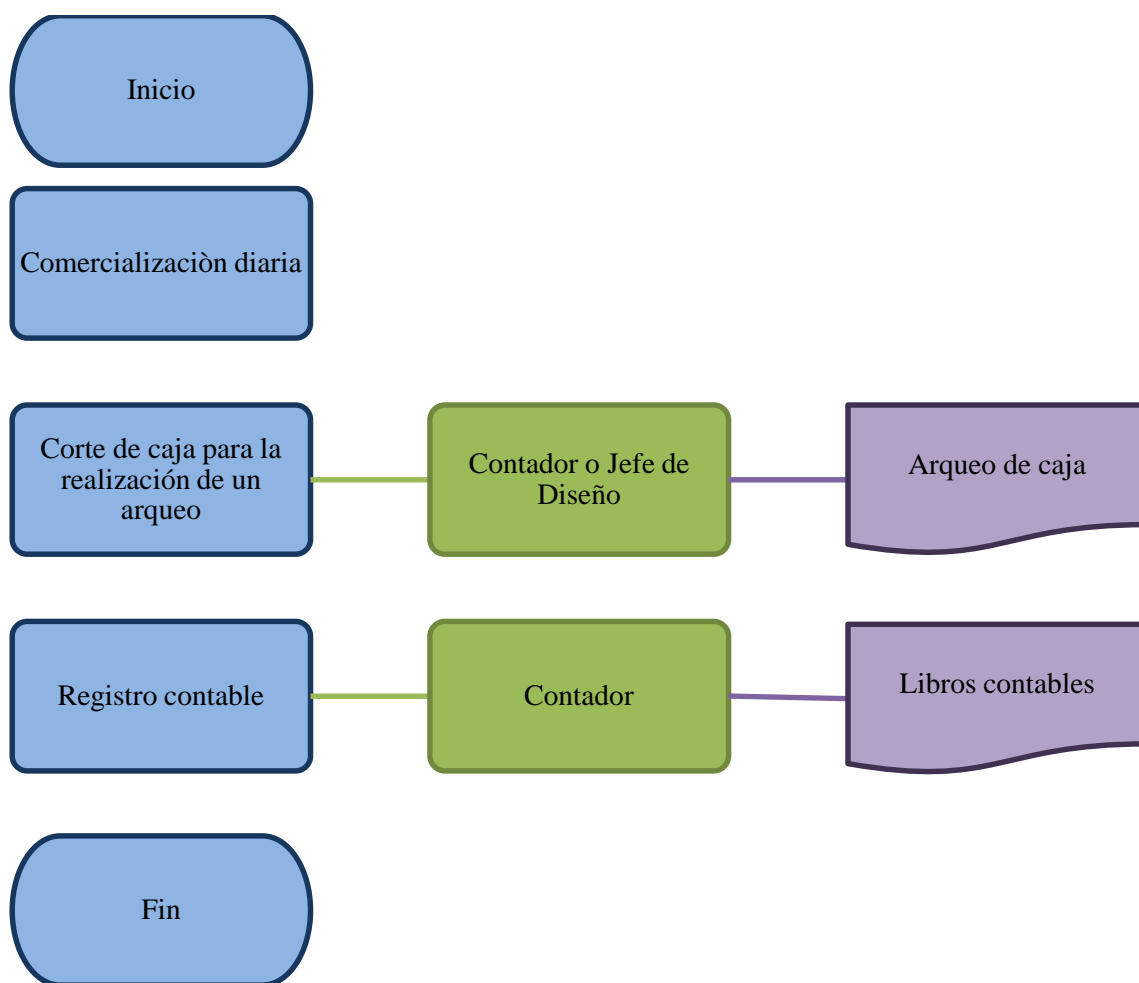 Inicio
Comercializaciòn diaria
Corte de caja para la
realización de un
arqueo
Contador o Jefe de
Diseño
Arqueo de caja
Registro contable
Contador
Libros contables
Fin